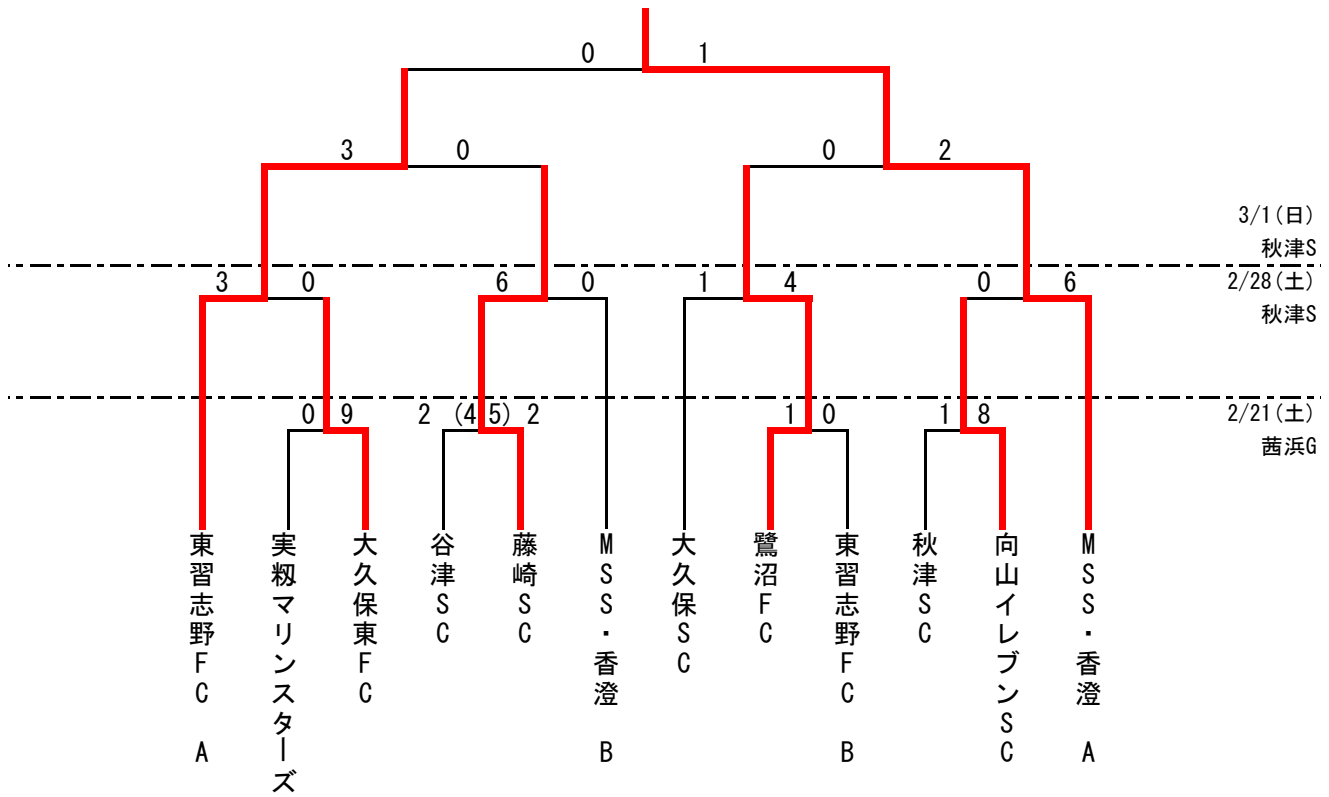 0 1
3 0 0 2
3/1(日)
秋津S
3 0 6 0 1 4 0 6
2/28(土)
秋津S
0 9 2 (4 5) 2 1 0 1 8
2/21(土)
茜浜G
東習志野FC A
実籾マリンスターズ
大久保東FC
谷津SC
藤崎SC
MSS・香澄 B
大久保SC
鷺沼FC
東習志野FC B
秋津SC
向山イレブンSC
MSS・香澄 A